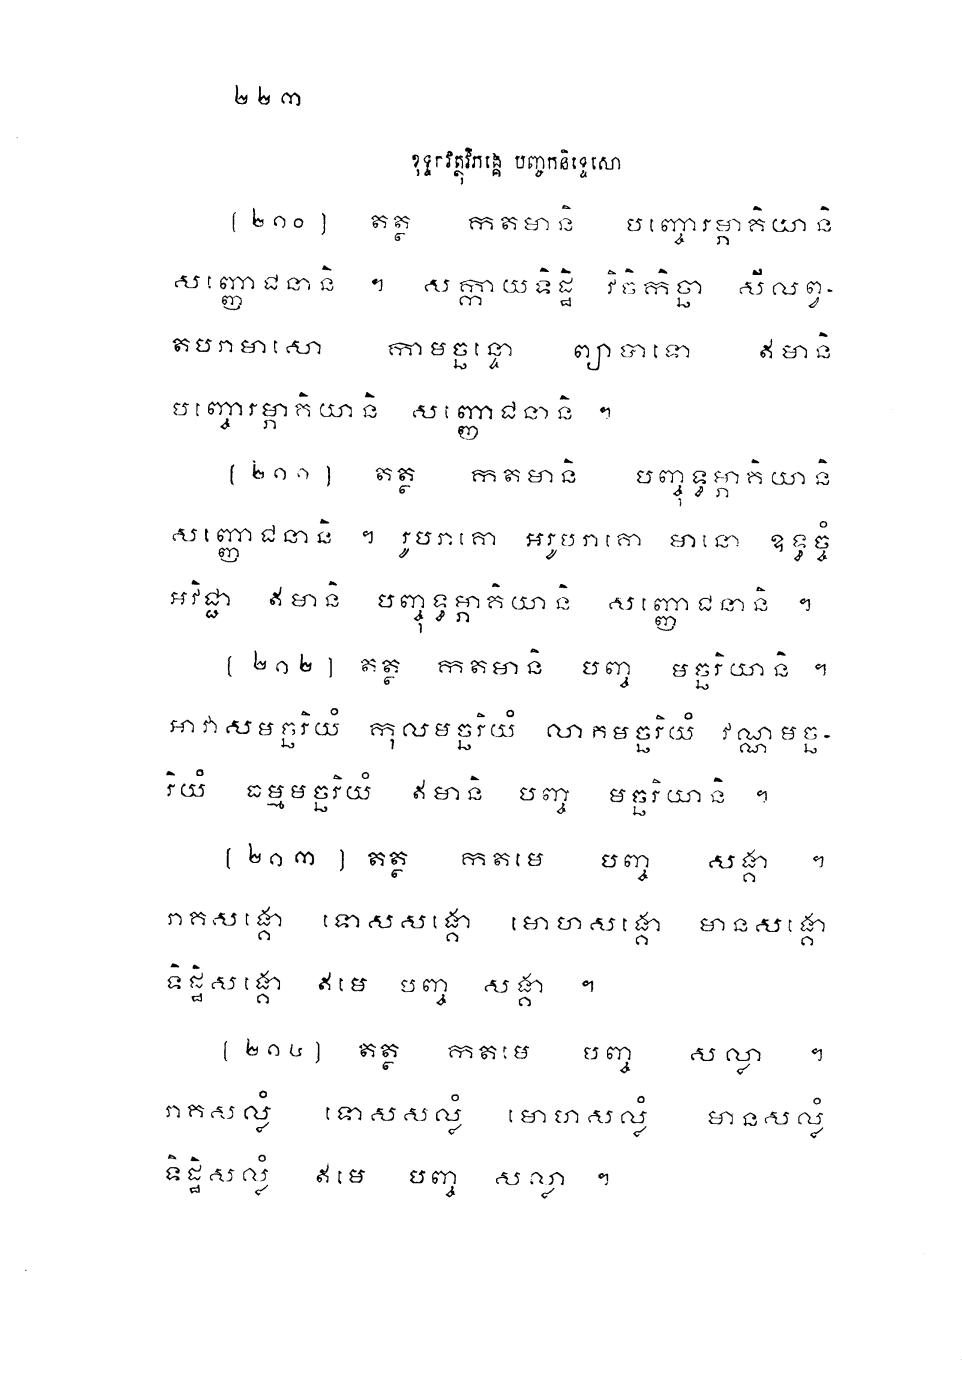 ២២៣
ខុទ្ទកវត្ថុវិភង្គេ បញ្ចកនិទ្ទេសោ
(២១០) តត្ថ កតមានិ បញ្ចោរម្ភាគិយានិ
សញ្ញោជនានិ ។ សក្កាយទិដ្ឋិ វិចិកិច្ឆា សីលព្វ-
តបរាមាសោ កាមច្ឆន្ទោ ព្យាបាទោ ឥមានិ
បញ្ចោរម្ភាគិយានិ សញ្ញោជនានិ ។
(២១១) តត្ថ កតមានិ បញ្ចុទ្ធម្ភាគិយានិ
សញ្ញោជនានិ ។ រូបរាគោ អរូបរាគោ មានោ ឧទ្ធច្ចំ
អវិជ្ជា ឥមានិ បញ្ចុទ្ធម្ភាគិយានិ សញ្ញោជនានិ ។
(២១២) តត្ថ កតមានិ បញ្ច មច្ឆរិយានិ ។
អាវាសមច្ឆរិយំ កុលមច្ឆរិយំ លាភមច្ឆរិយំ វណ្ណមច្ឆ-
រិយំ ធម្មមច្ឆរិយំ ឥមានិ បញ្ច មច្ឆរិយានិ ។
(២១៣) តត្ថ កតមេ បញ្ច សង្គា ។
រាគសង្គោ ទោសសង្គោ មោហសង្គោ មានសង្គោ
ទិដ្ឋិសង្គោ ឥមេ បញ្ច សង្គា ។
(២១៤) តត្ថ កតមេ បញ្ច សល្លា ។
រាគសល្លំ ទោសសល្លំ មោហសល្លំ មានសល្លំ
ទិដ្ឋិសល្លំ ឥមេ បញ្ច សល្លា ។